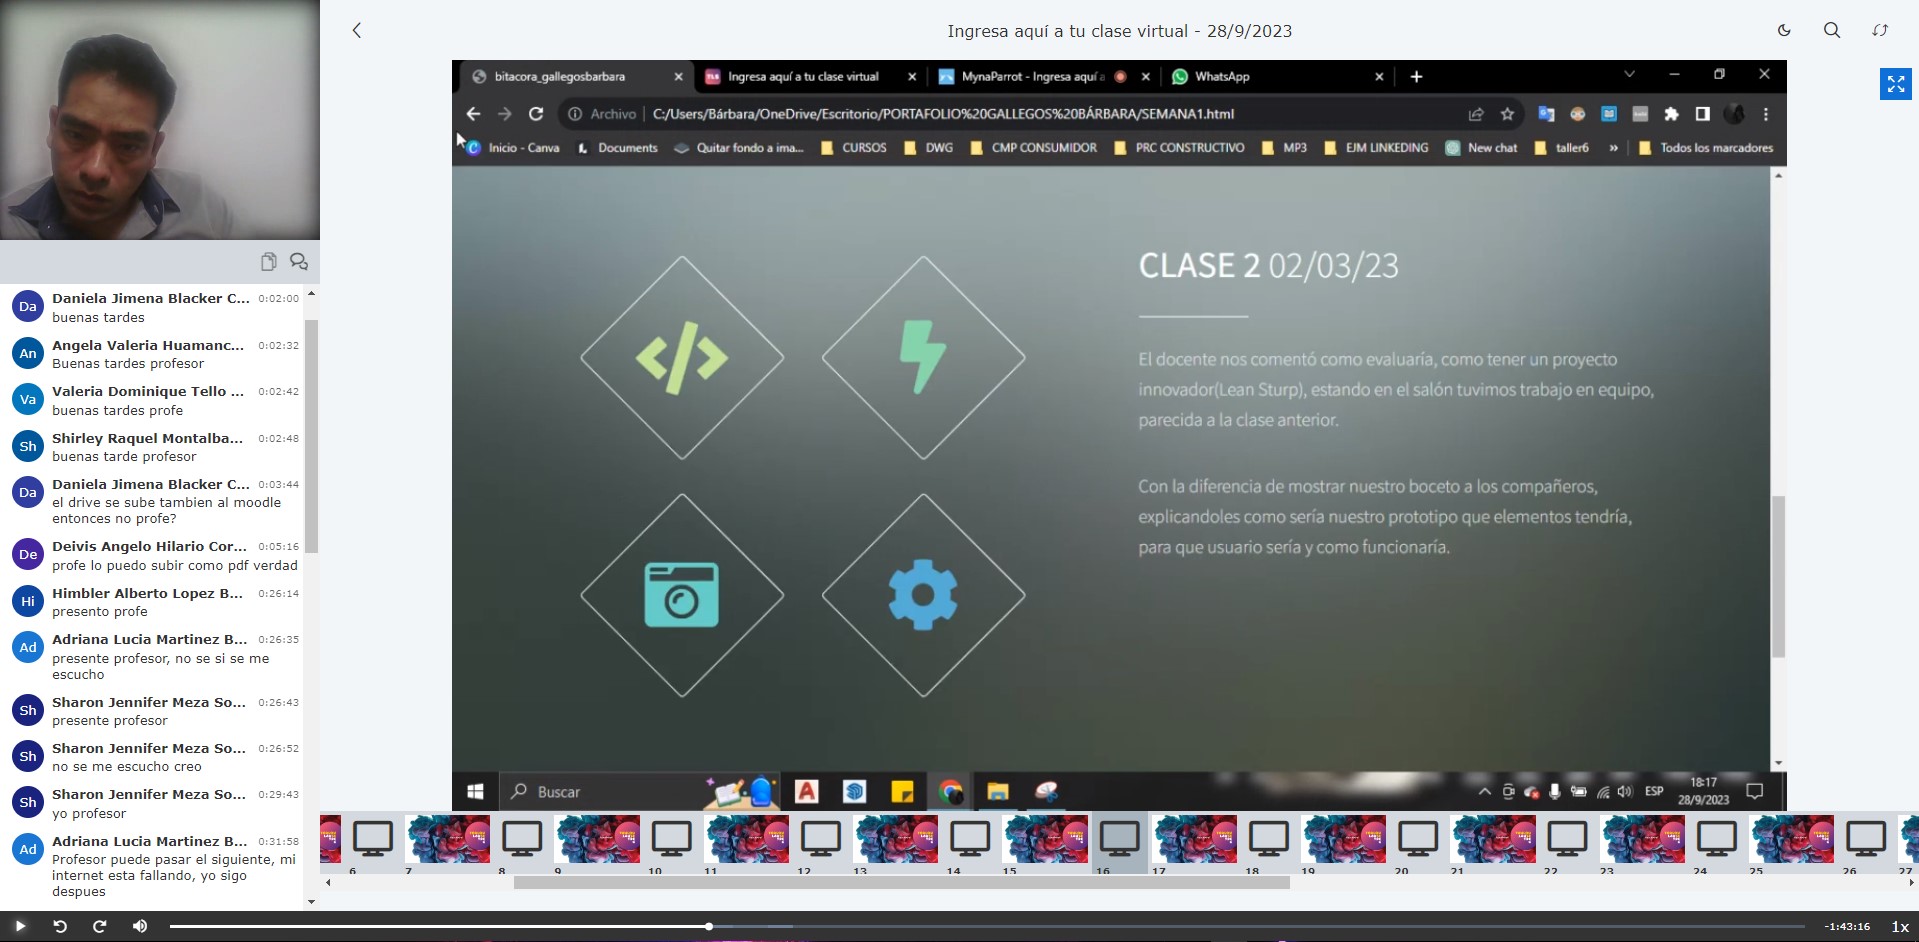 Ingresa aquí a tu clase virtual - 28/9/2023
bitacora_gallegosbarbara
Ingresa aquí a tu clase virtual
MynaParrot - Ingresa aquí a
WhatsApp
Archivo
C:/Users/Bárbara/OneDrive/Escritorio/PORTAFOLIO%20GALLEGOS%20BÁRBARA/SEMANA1.html
Inicio - Canva
Documents
Quitar fondo a ima...
CURSOS
DWG
CMP CONSUMIDOR
PRC CONSTRUCTIVO
MP3
EJM LINKEDING
New chat
taller6
»
Todos los marcadores
CLASE 2 02/03/23
El docente nos comentó como evaluaría, como tener un proyecto
innovador(Lean Sturp), estando en el salón tuvimos trabajo en equipo,
parecida a la clase anterior.
Con la diferencia de mostrar nuestro boceto a los compañeros,
explicandoles como sería nuestro prototipo que elementos tendría,
para que usuario sería y como funcionaría.
Buscar
ESP
18:17
28/9/2023
Da
Daniela Jimena Blacker C... 0:02:00
buenas tardes
An
Angela Valeria Huamanc... 0:02:32
Buenas tardes profesor
Va
Valeria Dominique Tello ... 0:02:42
buenas tardes profe
Sh
Shirley Raquel Montalba... 0:02:48
buenas tarde profesor
Da
Daniela Jimena Blacker C... 0:03:44
el drive se sube tambien al moodle
entonces no profe?
De
Deivis Angelo Hilario Cor... 0:05:16
profe lo puedo subir como pdf verdad
Hi
Himbler Alberto Lopez B... 0:26:14
presento profe
Ad
Adriana Lucia Martinez B... 0:26:35
presente profesor, no se si se me
escucho
Sh
Sharon Jennifer Meza So... 0:26:43
presente profesor
Sh
Sharon Jennifer Meza So... 0:26:52
no se me escucho creo
Sh
Sharon Jennifer Meza So... 0:29:43
yo profesor
Ad
Adriana Lucia Martinez B... 0:31:58
Profesor puede pasar el siguiente, mi
internet esta fallando, yo sigo
despues
6 7 8 9 10 11 12 13 14 15 16 17 18 19 20 21 22 23 24 25 26 27
-1:43:16
1x